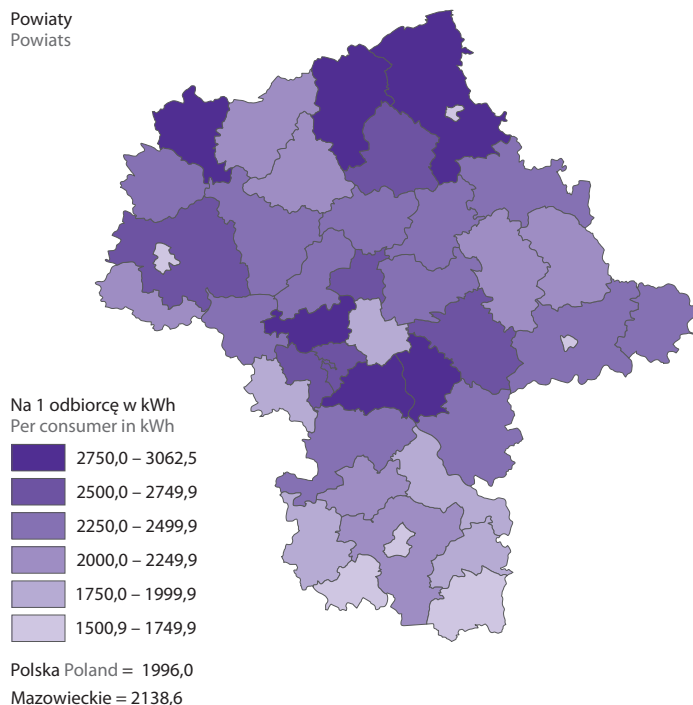 Powiaty
Powiats
Na 1 odbiorcę w kWh
Per consumer in kWh
2750,0 – 3062,5
2500,0 – 2749,9
2250,0 – 2499,9
2000,0 – 2249,9
1750,0 – 1999,9
1500,9 – 1749,9
Polska Poland = 1996,0
Mazowieckie = 2138,6